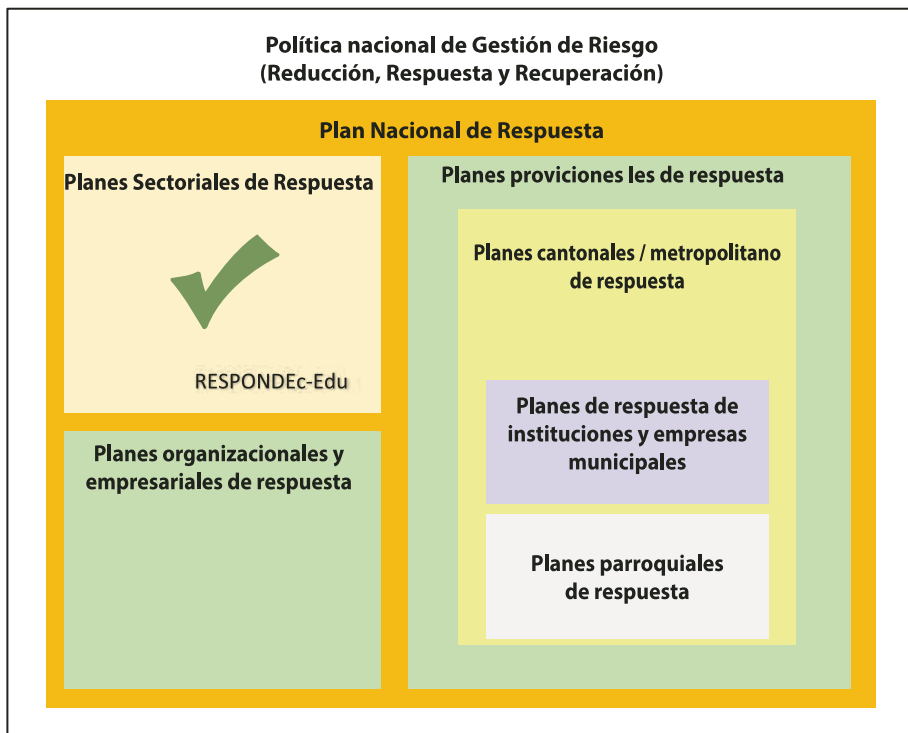 Política nacional de Gestión de Riesgo
(Reducción, Respuesta y Recuperación)
Plan Nacional de Respuesta
Planes Sectoriales de Respuesta
RESPONDEc-Edu
Planes organizacionales y
empresariales de respuesta
Planes proviciones les de respuesta
Planes cantonales / metropolitano
de respuesta
Planes de respuesta de
instituciones y empresas
municipales
Planes parroquiales
de respuesta